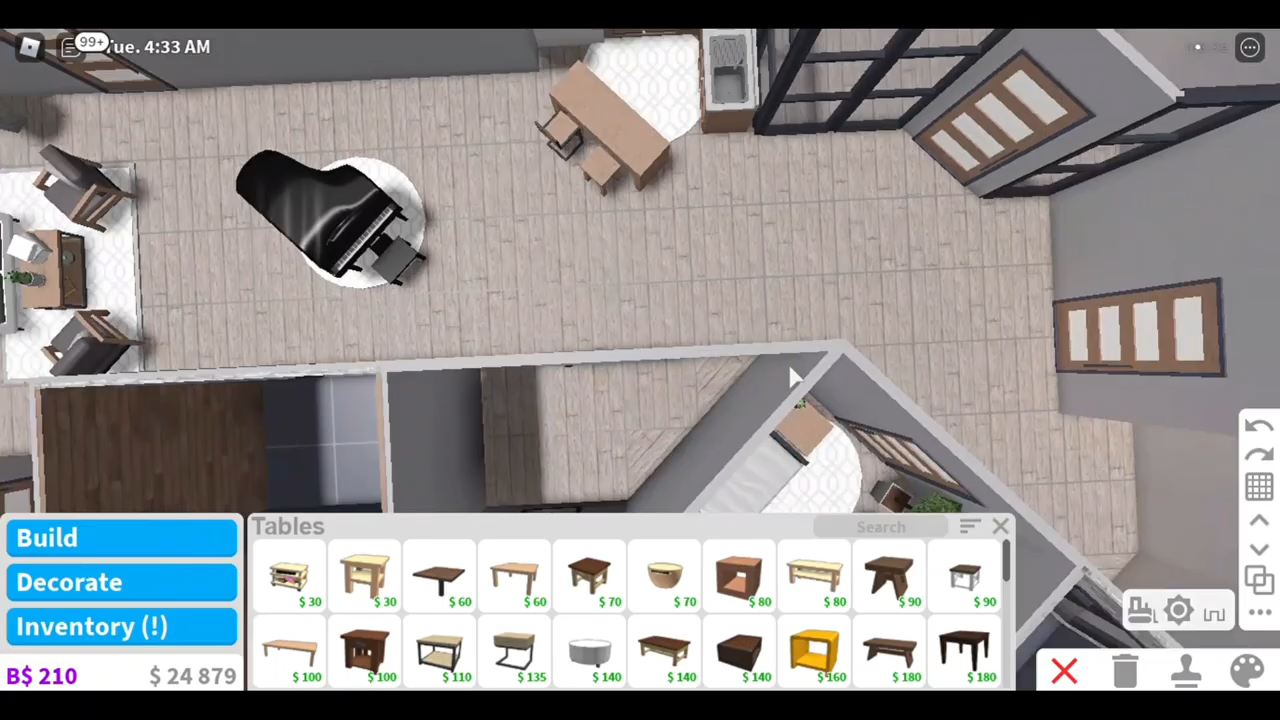 99+
Tue. 4:33 AM
Build
Decorate
Inventory (!)
B$ 210
$ 24 879
Tables
Search
$ 30
$ 30
$ 60
$ 60
$ 70
$ 70
$ 80
$ 80
$ 90
$ 90
$ 100
$ 100
$ 110
$ 135
$ 140
$ 140
$ 140
$ 160
$ 180
$ 180